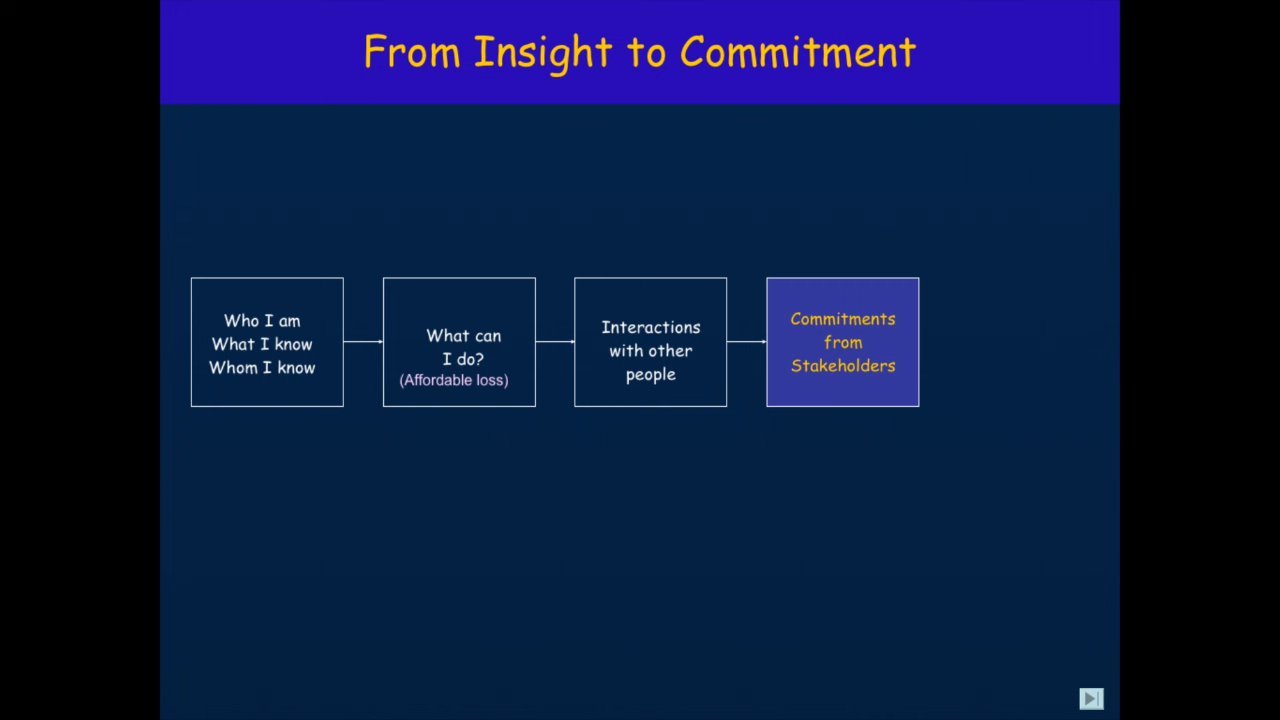 From Insight to Commitment
Who I am
What I know
Whom I know
What can
I do?
(Affordable loss)
Interactions
with other
people
Commitments
from
Stakeholders